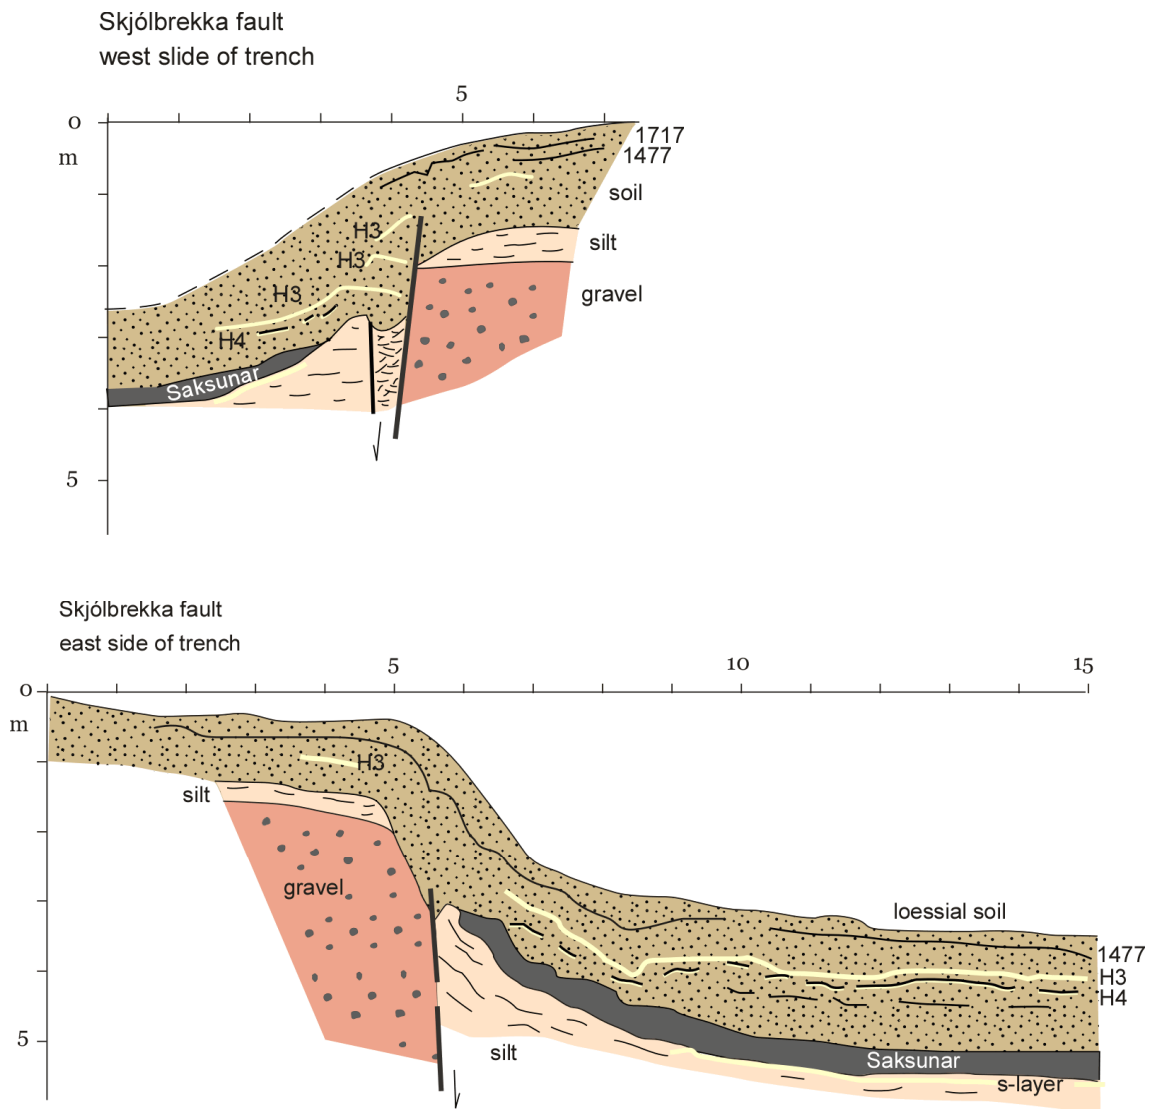 Skjólbrekka fault
west slide of trench
5
0
m
1717
1477
soil
H3
silt
H3
H3
gravel
H4
Saksunar
5
Skjólbrekka fault
east side of trench
5
10
15
0
m
H3
silt
gravel
loessial soil
1477
H3
H4
5
silt
Saksunar
s-layer